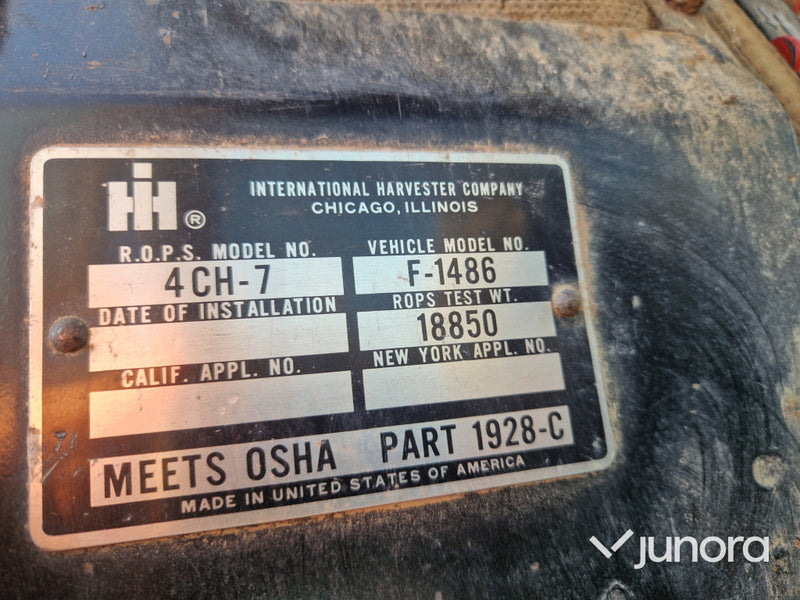 IH ®
INTERNATIONAL HARVESTER COMPANY
CHICAGO, ILLINOIS
R.O.P.S. MODEL NO. VEHICLE MODEL NO.
4CH-7 F-1486
DATE OF INSTALLATION ROPS TEST WT.
18850
CALIF. APPL. NO. NEW YORK APPL. NO.
MEETS OSHA PART 1928-C
MADE IN UNITED STATES OF AMERICA
junora